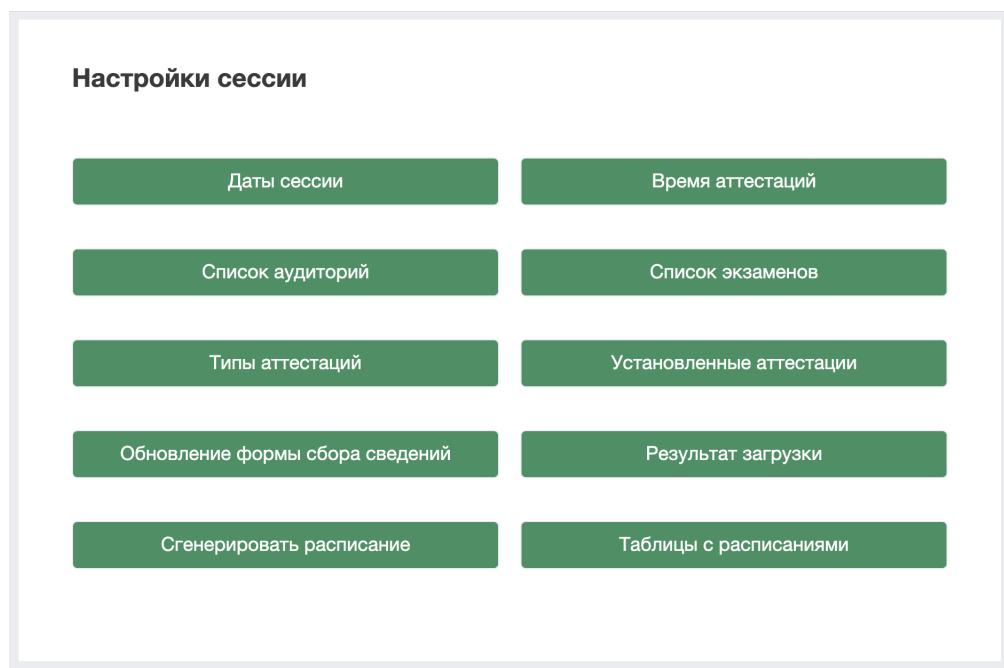 Настройки сессии
Даты сессии
Время аттестаций
Список аудиторий
Список экзаменов
Типы аттестаций
Установленные аттестации
Обновление формы сбора сведений
Результат загрузки
Сгенерировать расписание
Таблицы с расписаниями